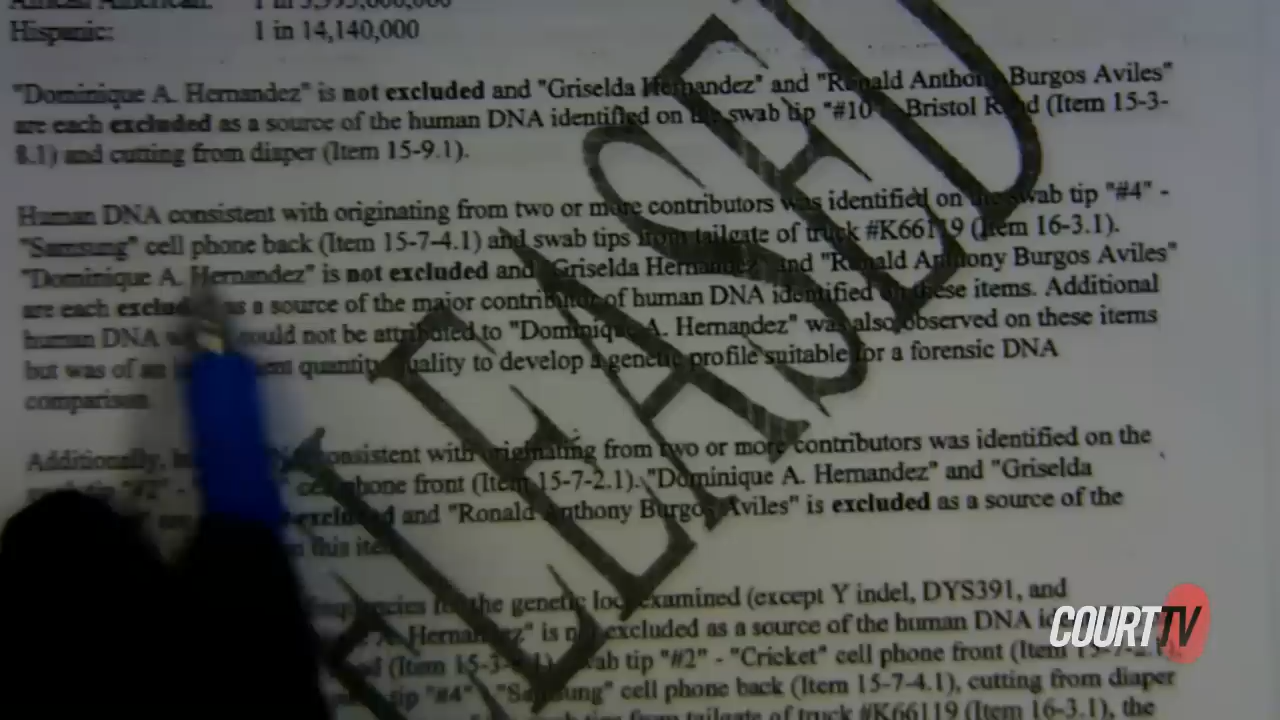 Hispanic: 1 in 14,140,000
"Dominique A. Hernandez" is not excluded and "Griselda Hernandez" and "Ronald Anthony Burgos Aviles"
are each excluded as a source of the human DNA identified on the swab tip "#10" - Bristol Road (Item 15-3-
8.1) and cutting from diaper (Item 15-9.1).
Human DNA consistent with originating from two or more contributors was identified on the swab tip "#4" -
"Samsung" cell phone back (Item 15-7-4.1) and swab tips from tailgate of truck #K66119 (Item 16-3.1).
"Dominique A. Hernandez" is not excluded and "Griselda Hernandez" and "Ronald Anthony Burgos Aviles"
are each excluded as a source of the major contributor of human DNA identified on these items. Additional
human DNA could not be attributed to "Dominique A. Hernandez" was also observed on these items
but was of an quantity quality to develop a genetic profile suitable for a forensic DNA
comparison.
Additionally, consistent with originating from two or more contributors was identified on the
cell phone front (Item 15-7-2.1). "Dominique A. Hernandez" and "Griselda
excluded and "Ronald Anthony Burgos Aviles" is excluded as a source of the
on this item.
the genetic loci examined (except Y indel, DYS391, and
A. Hernandez" is not excluded as a source of the human DNA
(Item 15-3- swab tip "#2" - "Cricket" cell phone front (Item 15-7-2.1),
tip "#4" - "Samsung" cell phone back (Item 15-7-4.1), cutting from diaper
from tailgate of truck #K66119 (Item 16-3.1), the
RELEASED
COURT TV